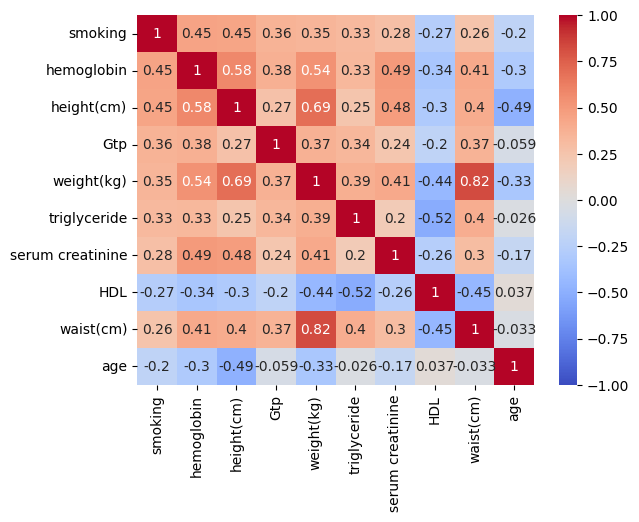 smoking 1 0.45 0.45 0.36 0.35 0.33 0.28 -0.27 0.26 -0.2
hemoglobin 0.45 1 0.58 0.38 0.54 0.33 0.49 -0.34 0.41 -0.3
height(cm) 0.45 0.58 1 0.27 0.69 0.25 0.48 -0.3 0.4 -0.49
Gtp 0.36 0.38 0.27 1 0.37 0.34 0.24 -0.2 0.37 -0.059
weight(kg) 0.35 0.54 0.69 0.37 1 0.39 0.41 -0.44 0.82 -0.33
triglyceride 0.33 0.33 0.25 0.34 0.39 1 0.2 -0.52 0.4 -0.026
serum creatinine 0.28 0.49 0.48 0.24 0.41 0.2 1 -0.26 0.3 -0.17
HDL -0.27 -0.34 -0.3 -0.2 -0.44 -0.52 -0.26 1 -0.45 0.037
waist(cm) 0.26 0.41 0.4 0.37 0.82 0.4 0.3 -0.45 1 -0.033
age -0.2 -0.3 -0.49 -0.059 -0.33 -0.026 -0.17 0.037 -0.033 1
smoking
hemoglobin
height(cm)
Gtp
weight(kg)
triglyceride
serum creatinine
HDL
waist(cm)
age
1.00
0.75
0.50
0.25
0.00
−0.25
−0.50
−0.75
−1.00